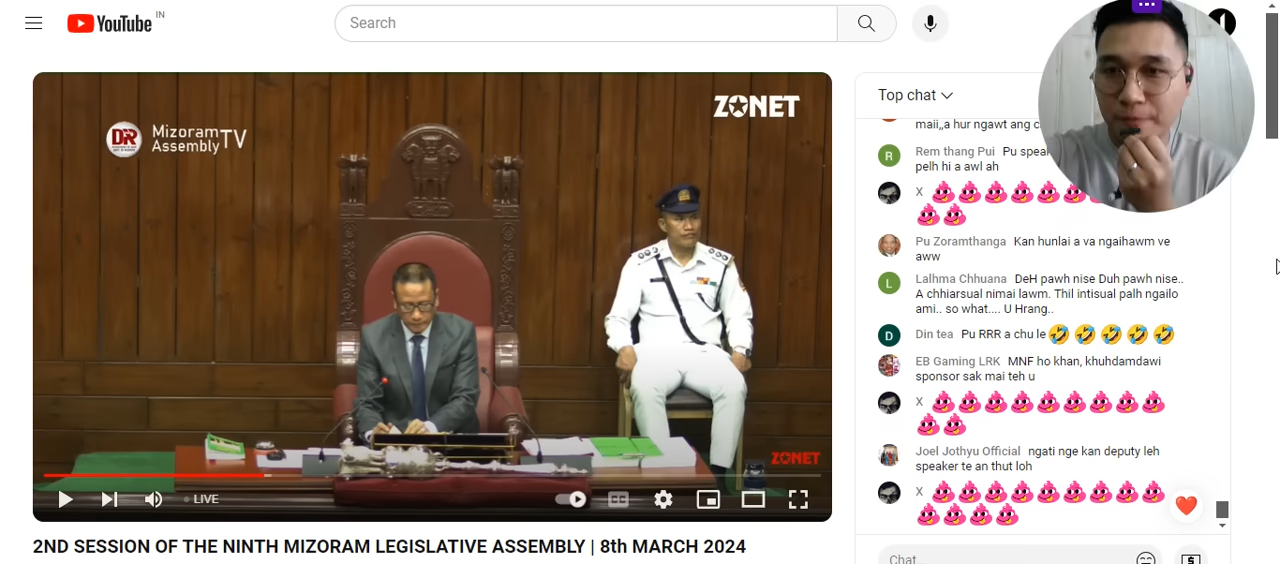 YouTube IN
Search
DIPR
Mizoram
Assembly TV
ZONET
ZONET
LIVE
CC
2ND SESSION OF THE NINTH MIZORAM LEGISLATIVE ASSEMBLY | 8th MARCH 2024
Top chat
maii,,a hur ngawt ang
R Rem thang Pui Pu
pelh hi a awl ah
X
Pu Zoramthanga Kan hunlai a va ngaihawm ve
aww
L Lalhma Chhuana DeH pawh nise Duh pawh nise..
A chhiarsual nimai lawm. Thil intisual palh ngailo
ami.. so what.... U Hrang..
D Din tea Pu RRR a chu le 🤣 🤣 🤣 🤣 🤣
EB Gaming LRK MNF ho khan, khuhdamdawi
sponsor sak mai teh u
X
Joel Jothyu Official ngati nge kan deputy leh
speaker te an thut loh
X
Chat...